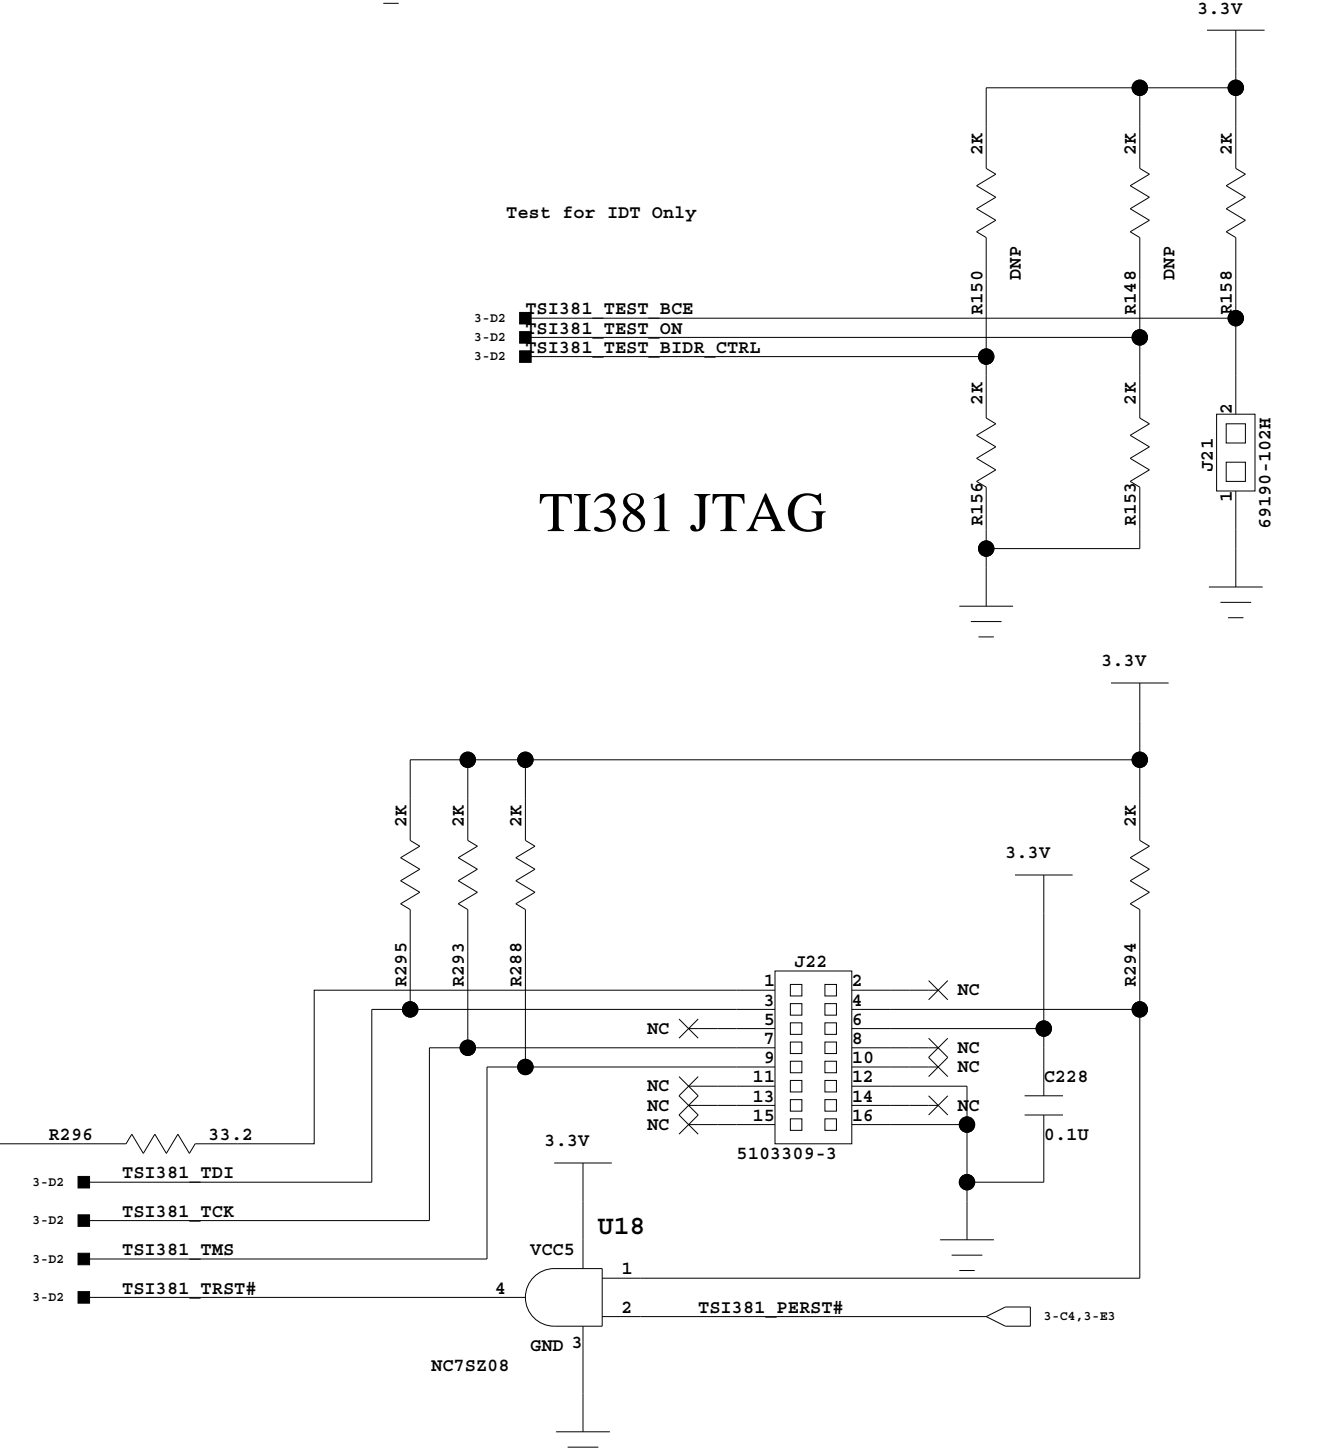 3.3V
2K
2K
2K
Test for IDT Only
DNP
DNP
R150
R148
R158
3-D2 TSI381_TEST_BCE
3-D2 TSI381_TEST_ON
3-D2 TSI381_TEST_BIDR_CTRL
2K
2K
2
J21
69190-102H
1
R156
R153
TI381 JTAG
3.3V
2K
2K
2K
2K
3.3V
R295
R293
R288
R294
J22
1 2 NC
3 4
NC 5 6
7 8 NC
9 10 NC
NC 11 12
NC 13 14 NC
NC 15 16
C228
0.1U
5103309-3
R296 33.2
3.3V
3-D2 TSI381_TDI
3-D2 TSI381_TCK
U18
3-D2 TSI381_TMS
VCC5
1
3-D2 TSI381_TRST# 4
2 TSI381_PERST# 3-C4,3-E3
GND 3
NC7SZ08